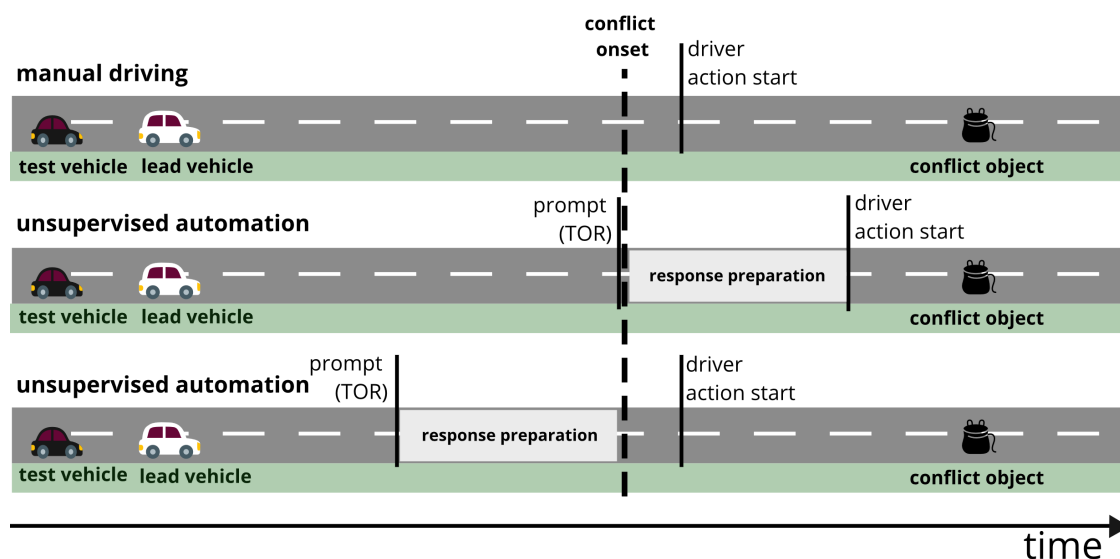 conflict
onset
driver
action start
manual driving
test vehicle lead vehicle
conflict object
prompt
(TOR)
driver
action start
unsupervised automation
response preparation
test vehicle lead vehicle
conflict object
prompt
(TOR)
driver
action start
unsupervised automation
response preparation
test vehicle lead vehicle
conflict object
time